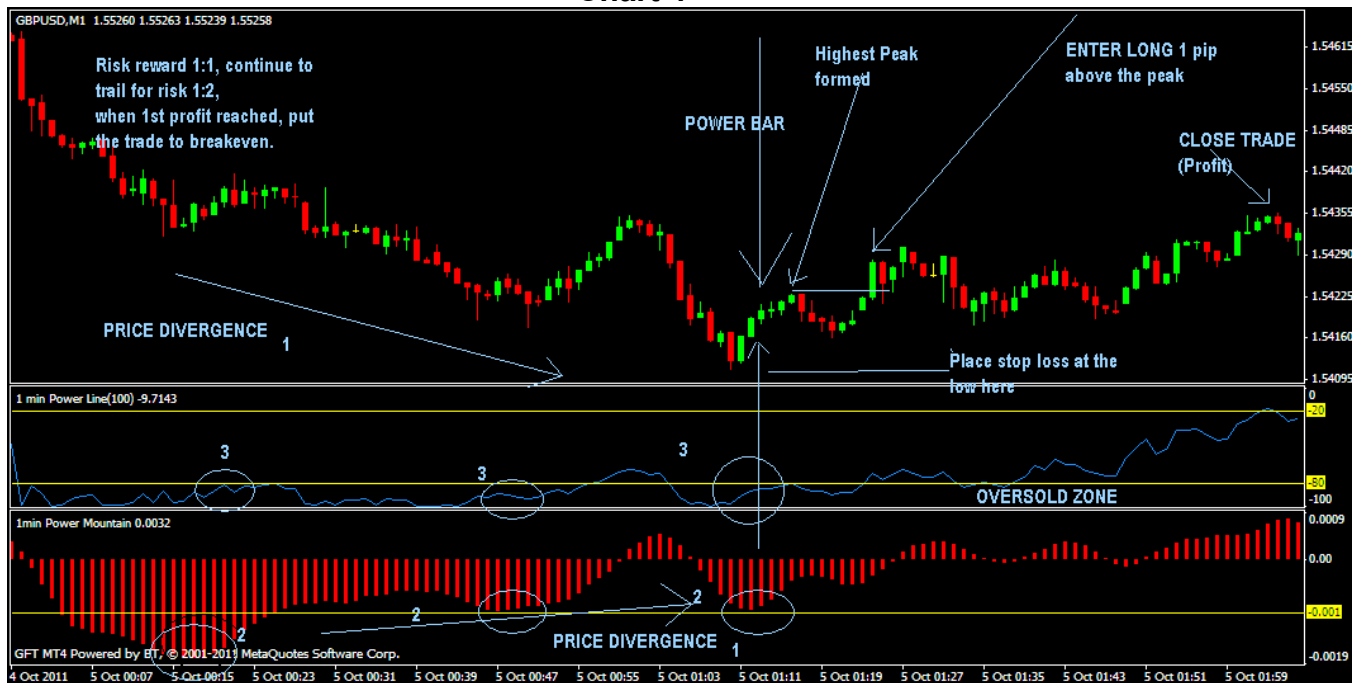 GBPUSD,M1 1.55260 1.55263 1.55239 1.55258
Risk reward 1:1, continue to
trail for risk 1:2,
when 1st profit reached, put
the trade to breakeven.
POWER BAR
Highest Peak
formed
ENTER LONG 1 pip
above the peak
CLOSE TRADE
(Profit)
PRICE DIVERGENCE 1
Place stop loss at the
low here
1.54615
1.54550
1.54485
1.54420
1.54355
1.54290
1.54225
1.54160
1.54095
1 min Power Line(100) -9.7143
3
3
3
OVERSOLD ZONE
0
-20
-80
-100
1min Power Mountain 0.0032
2
2
2
PRICE DIVERGENCE 1
0.0009
0.00
-0.001
-0.0019
GFT MT4 Powered by BT, © 2001-2011 MetaQuotes Software Corp.
4 Oct 2011 5 Oct 00:07 5 Oct 00:15 5 Oct 00:23 5 Oct 00:31 5 Oct 00:39 5 Oct 00:47 5 Oct 00:55 5 Oct 01:03 5 Oct 01:11 5 Oct 01:19 5 Oct 01:27 5 Oct 01:35 5 Oct 01:43 5 Oct 01:51 5 Oct 01:59